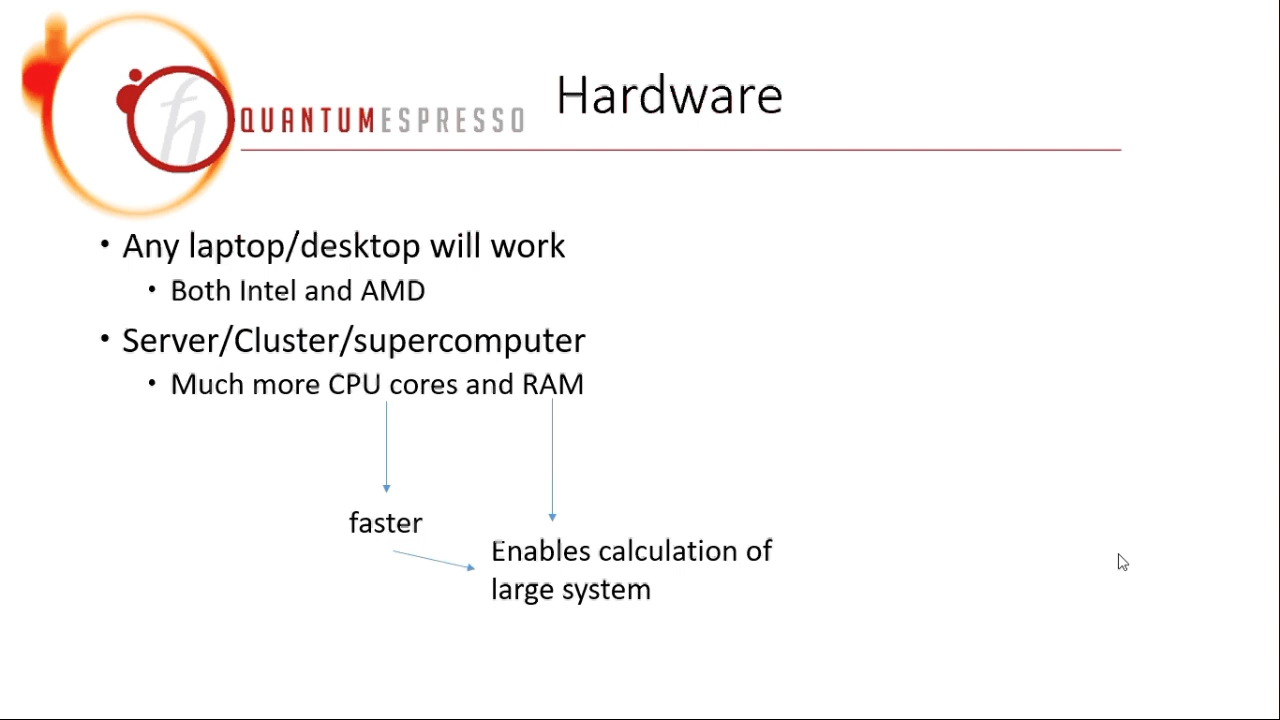 QUANTUMESPRESSO
Hardware
• Any laptop/desktop will work
• Both Intel and AMD
• Server/Cluster/supercomputer
• Much more CPU cores and RAM
faster
Enables calculation of
large system